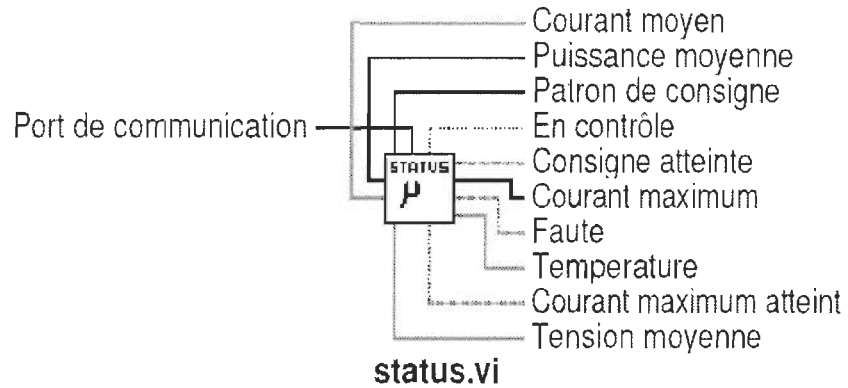 Courant moyen
Puissance moyenne
Patron de consigne
Port de communication
En contrôle
Consigne atteinte
STATUS
μ
Courant maximum
Faute
Temperature
Courant maximum atteint
Tension moyenne
status.vi